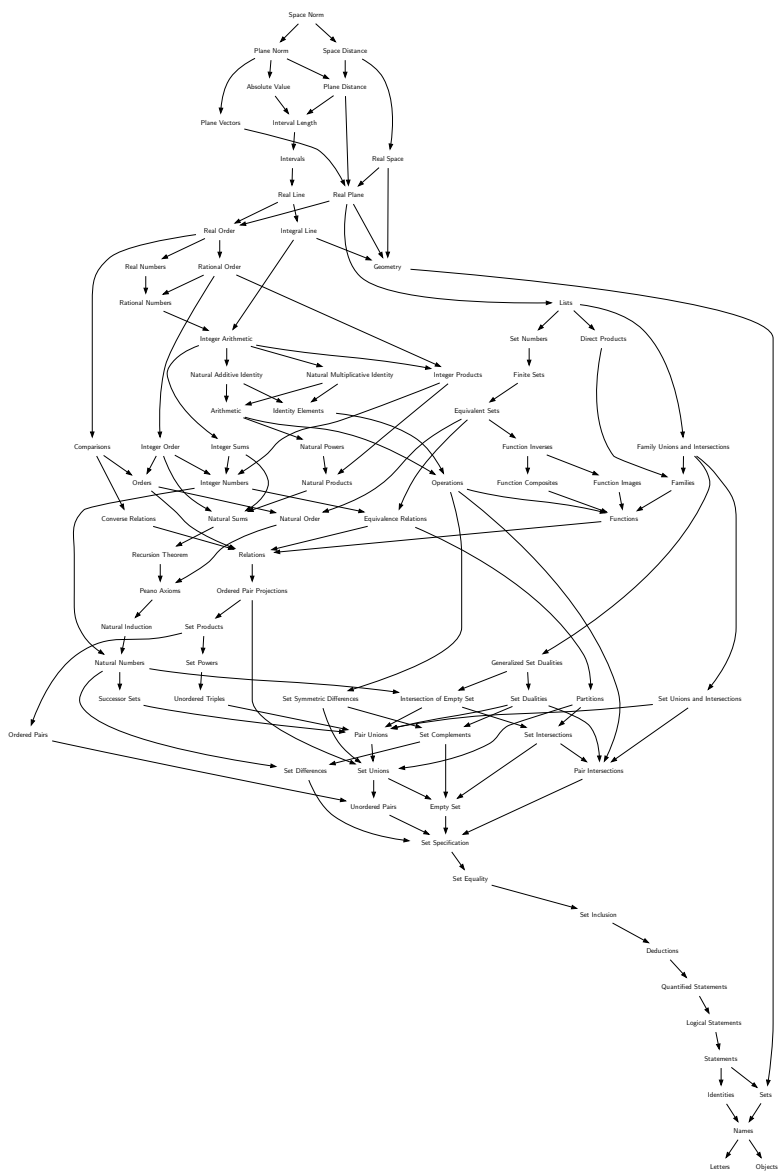 Space Norm
Plane Norm
Space Distance
Absolute Value
Plane Distance
Plane Vectors
Interval Length
Intervals
Real Space
Real Line
Real Plane
Real Order
Integral Line
Real Numbers
Rational Order
Geometry
Rational Numbers
Lists
Integer Arithmetic
Set Numbers
Direct Products
Natural Additive Identity
Natural Multiplicative Identity
Integer Products
Finite Sets
Arithmetic
Identity Elements
Equivalent Sets
Comparisons
Integer Order
Integer Sums
Natural Powers
Function Inverses
Family Unions and Intersections
Orders
Integer Numbers
Natural Products
Operations
Function Composites
Function Images
Families
Converse Relations
Natural Sums
Natural Order
Equivalence Relations
Functions
Recursion Theorem
Relations
Peano Axioms
Ordered Pair Projections
Natural Induction
Set Products
Natural Numbers
Set Powers
Generalized Set Dualities
Successor Sets
Unordered Triples
Set Symmetric Differences
Intersection of Empty Set
Set Dualities
Partitions
Set Unions and Intersections
Ordered Pairs
Pair Unions
Set Complements
Set Intersections
Set Differences
Set Unions
Pair Intersections
Unordered Pairs
Empty Set
Set Specification
Set Equality
Set Inclusion
Deductions
Quantified Statements
Logical Statements
Statements
Identities
Sets
Names
Letters
Objects